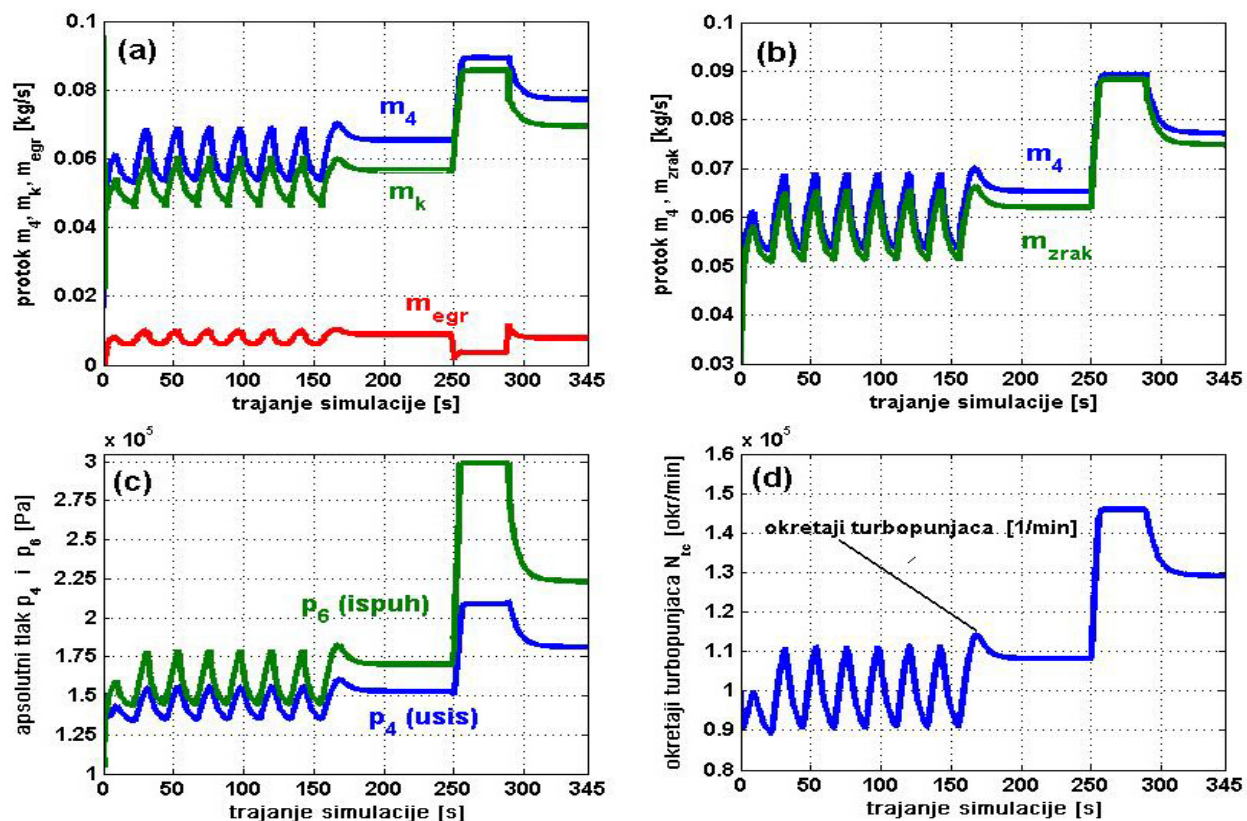 (a)
protok m4, mk, megr [kg/s]
0.1
0.08
0.06
0.04
0.02
0
m4
mk
megr
0 50 100 150 200 250 300 345
trajanje simulacije [s]
(b)
protok m4 , mzrak [kg/s]
0.1
0.09
0.08
0.07
0.06
0.05
0.04
0.03
m4
mzrak
0 50 100 150 200 250 300 345
trajanje simulacije [s]
x 10^5
(c)
apsolutni tlak p4 i p6 [Pa]
3
2.75
2.5
2.25
2
1.75
1.5
1.25
1
p6 (ispuh)
p4 (usis)
0 50 100 150 200 250 300 345
trajanje simulacije [s]
x 10^5
(d)
okretaji turbopunjaca Ntc [okr/min]
1.6
1.5
1.4
1.3
1.2
1.1
1
0.9
0.8
okretaji turbopunjaca [1/min]
0 50 100 150 200 250 300 345
trajanje simulacije [s]